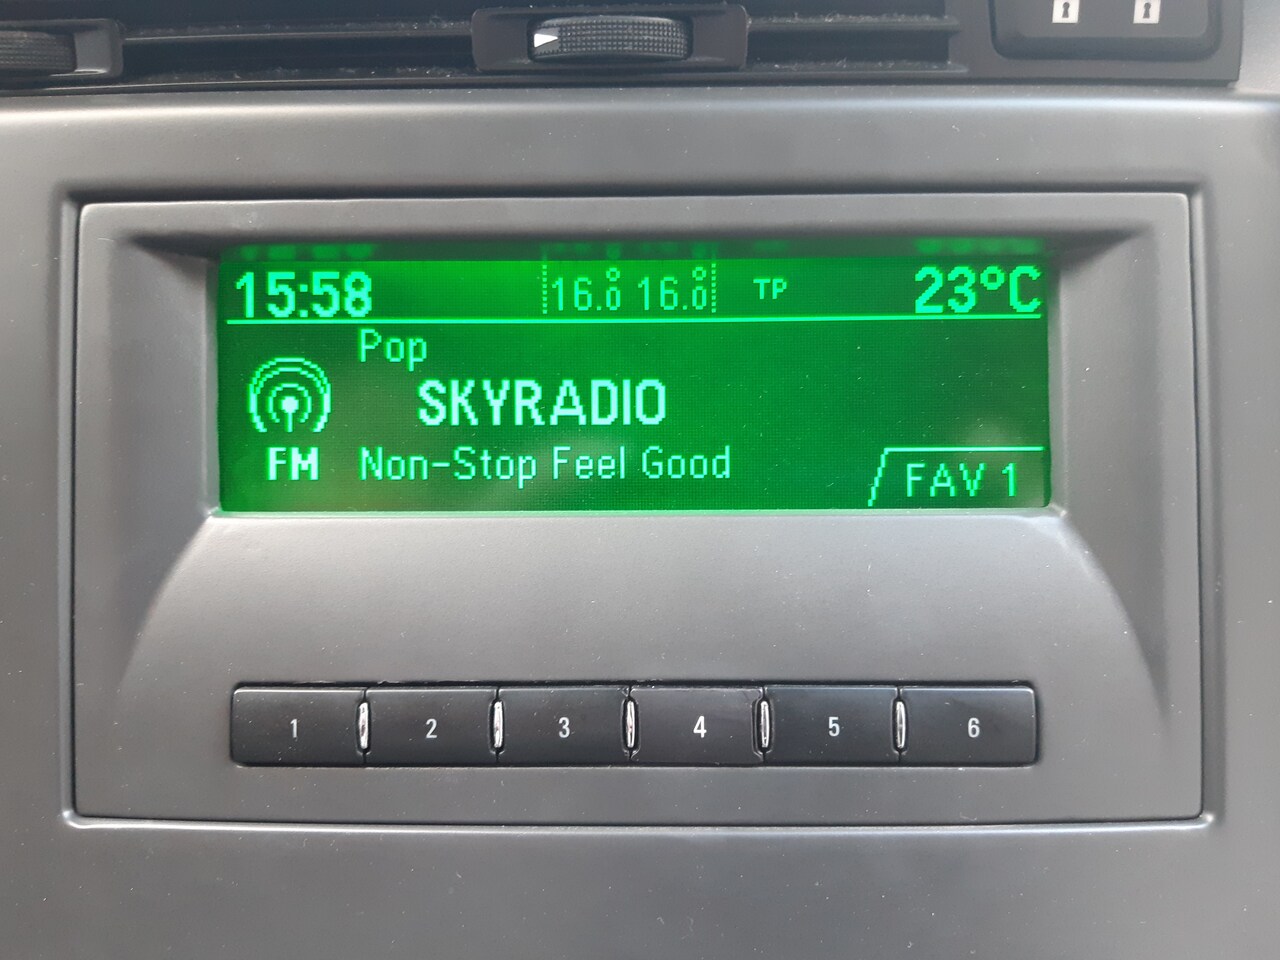 15:58 16.0° 16.0° TP 23°C
Pop
SKYRADIO
FM Non-Stop Feel Good
FAV 1
1 2 3 4 5 6